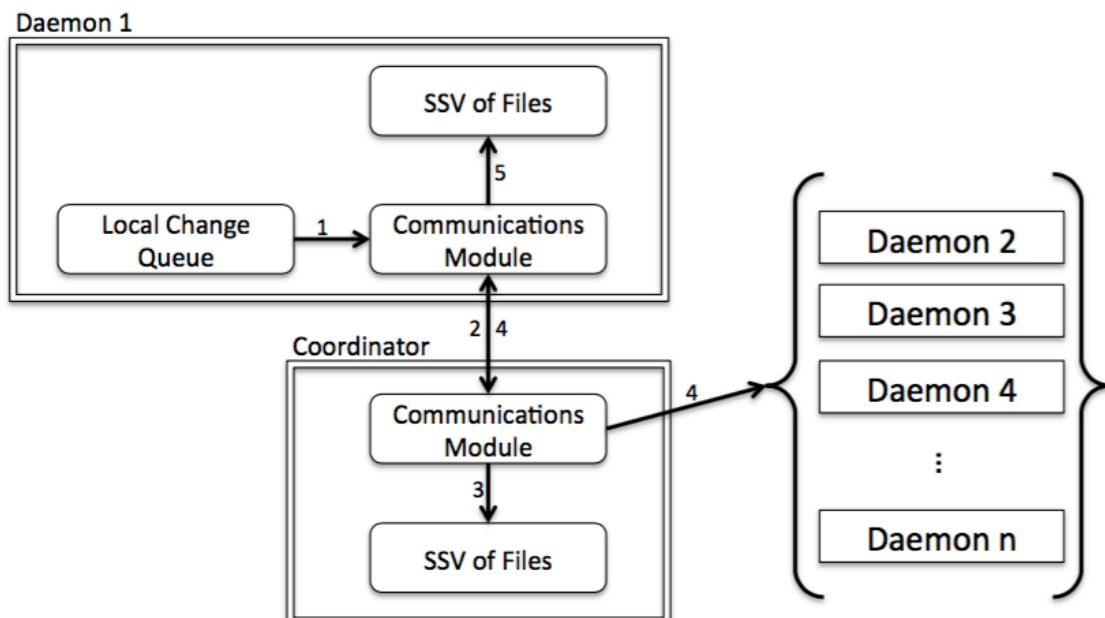 Daemon 1
SSV of Files
5
Local Change
Queue
1
Communications
Module
2 4
Coordinator
Communications
Module
4
3
SSV of Files
Daemon 2
Daemon 3
Daemon 4
...
Daemon n